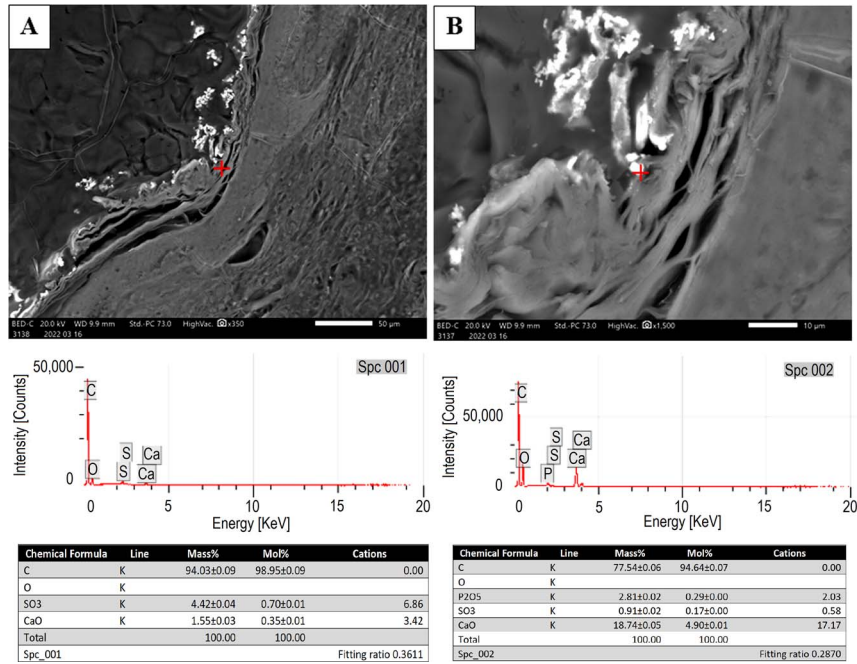 A
BED-C 20.0 kV WD 9.9 mm Std.-PC 73.0 HighVac. x350 50 µm
3138 2022 03 16
B
BED-C 20.0 kV WD 9.9 mm Std.-PC 73.0 HighVac. x1,500 10 µm
3137 2022 03 16
Spc 001
50,000
0
Intensity [Counts]
C
O
S
S
Ca
Ca
0 5 10 15 20
Energy [KeV]
Spc 002
50,000
0
Intensity [Counts]
C
O
P
S
S
Ca
Ca
0 5 10 15 20
Energy [KeV]
Chemical Formula Line Mass% Mol% Cations
C K 94.03±0.09 98.95±0.09 0.00
O K
SO3 K 4.42±0.04 0.70±0.01 6.86
CaO K 1.55±0.03 0.35±0.01 3.42
Total 100.00 100.00
Spc_001 Fitting ratio 0.3611
Chemical Formula Line Mass% Mol% Cations
C K 77.54±0.06 94.64±0.07 0.00
O K
P2O5 K 2.81±0.02 0.29±0.00 2.03
SO3 K 0.91±0.02 0.17±0.00 0.58
CaO K 18.74±0.05 4.90±0.01 17.17
Total 100.00 100.00
Spc_002 Fitting ratio 0.2870